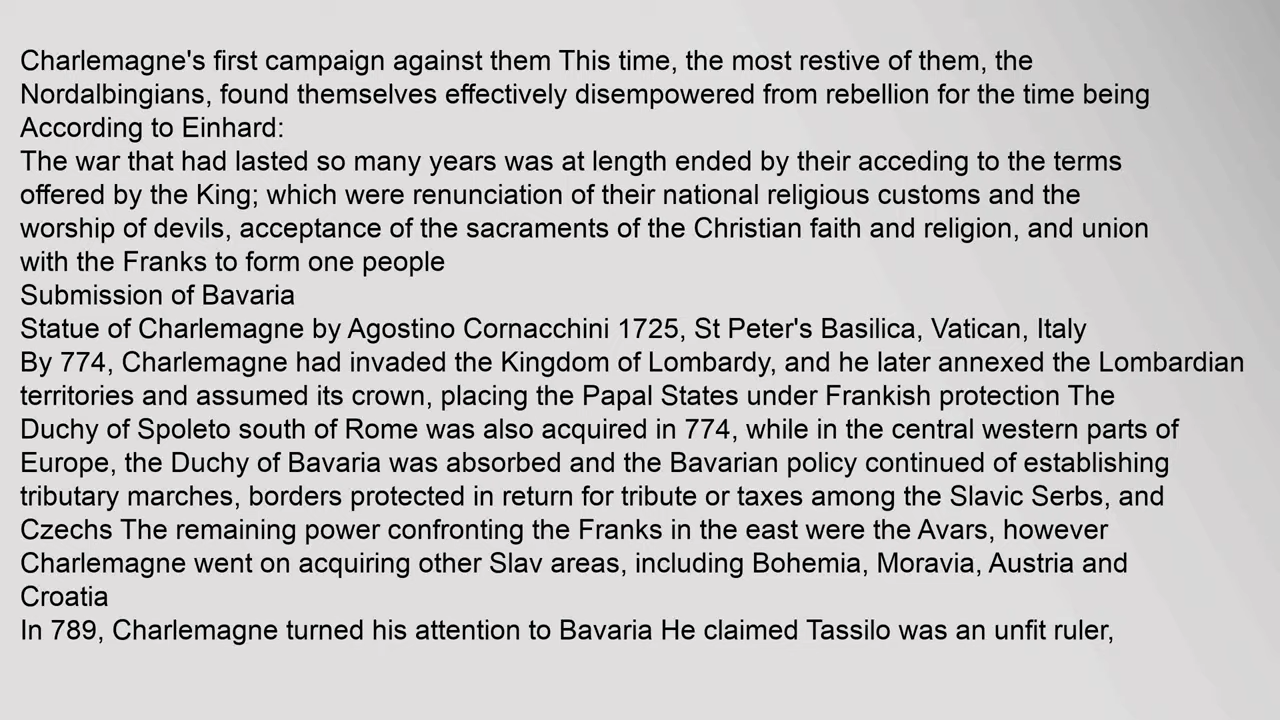 Charlemagne's first campaign against them This time, the most restive of them, the
Nordalbingians, found themselves effectively disempowered from rebellion for the time being
According to Einhard:
The war that had lasted so many years was at length ended by their acceding to the terms
offered by the King; which were renunciation of their national religious customs and the
worship of devils, acceptance of the sacraments of the Christian faith and religion, and union
with the Franks to form one people
Submission of Bavaria
Statue of Charlemagne by Agostino Cornacchini 1725, St Peter's Basilica, Vatican, Italy
By 774, Charlemagne had invaded the Kingdom of Lombardy, and he later annexed the Lombardian
territories and assumed its crown, placing the Papal States under Frankish protection The
Duchy of Spoleto south of Rome was also acquired in 774, while in the central western parts of
Europe, the Duchy of Bavaria was absorbed and the Bavarian policy continued of establishing
tributary marches, borders protected in return for tribute or taxes among the Slavic Serbs, and
Czechs The remaining power confronting the Franks in the east were the Avars, however
Charlemagne went on acquiring other Slav areas, including Bohemia, Moravia, Austria and
Croatia
In 789, Charlemagne turned his attention to Bavaria He claimed Tassilo was an unfit ruler,